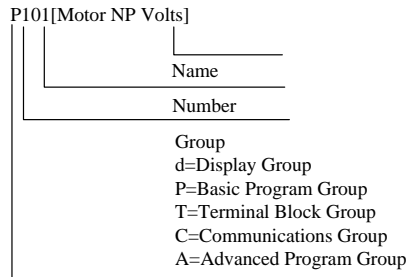 P101[Motor NP Volts]
Name
Number
Group
d=Display Group
P=Basic Program Group
T=Terminal Block Group
C=Communications Group
A=Advanced Program Group